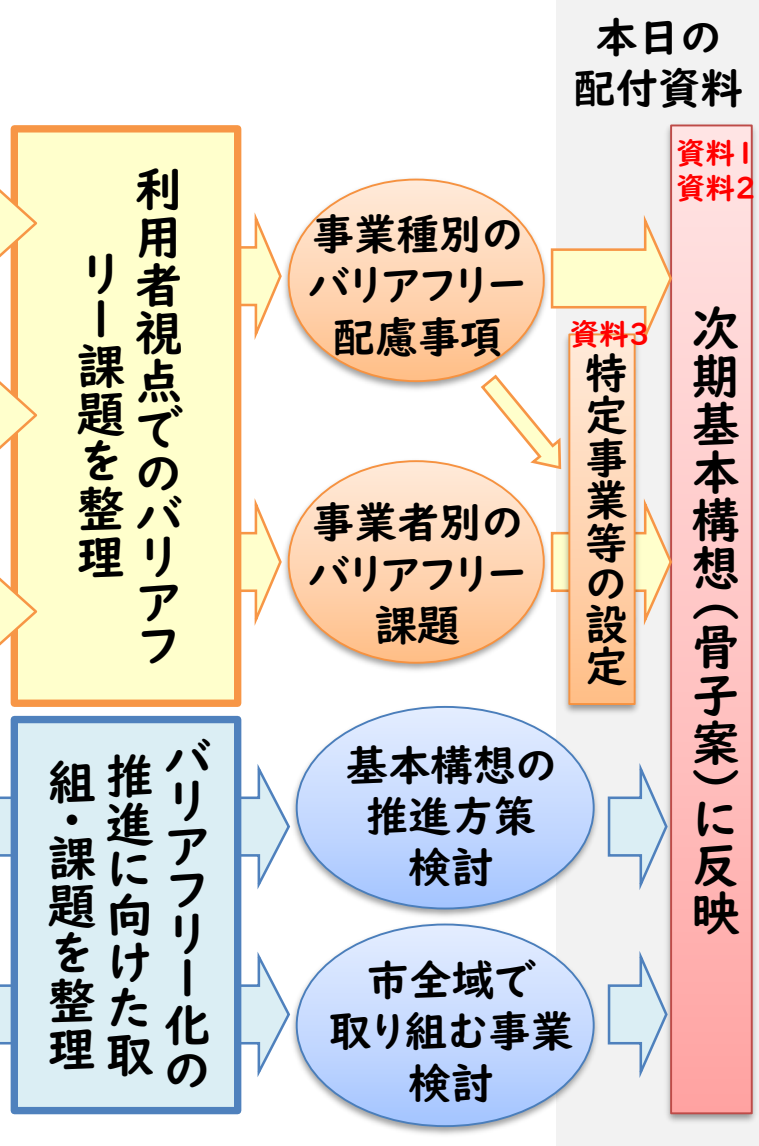 本日の
配付資料
利用者視点でのバリアフ
リー課題を整理
事業種別の
バリアフリー
配慮事項
事業者別の
バリアフリー
課題
資料3
特定事業等の設定
資料1
資料2
次期基本構想(骨子案)に反映
バリアフリー化の
推進に向けた取
組・課題を整理
基本構想の
推進方策
検討
市全域で
取り組む事業
検討